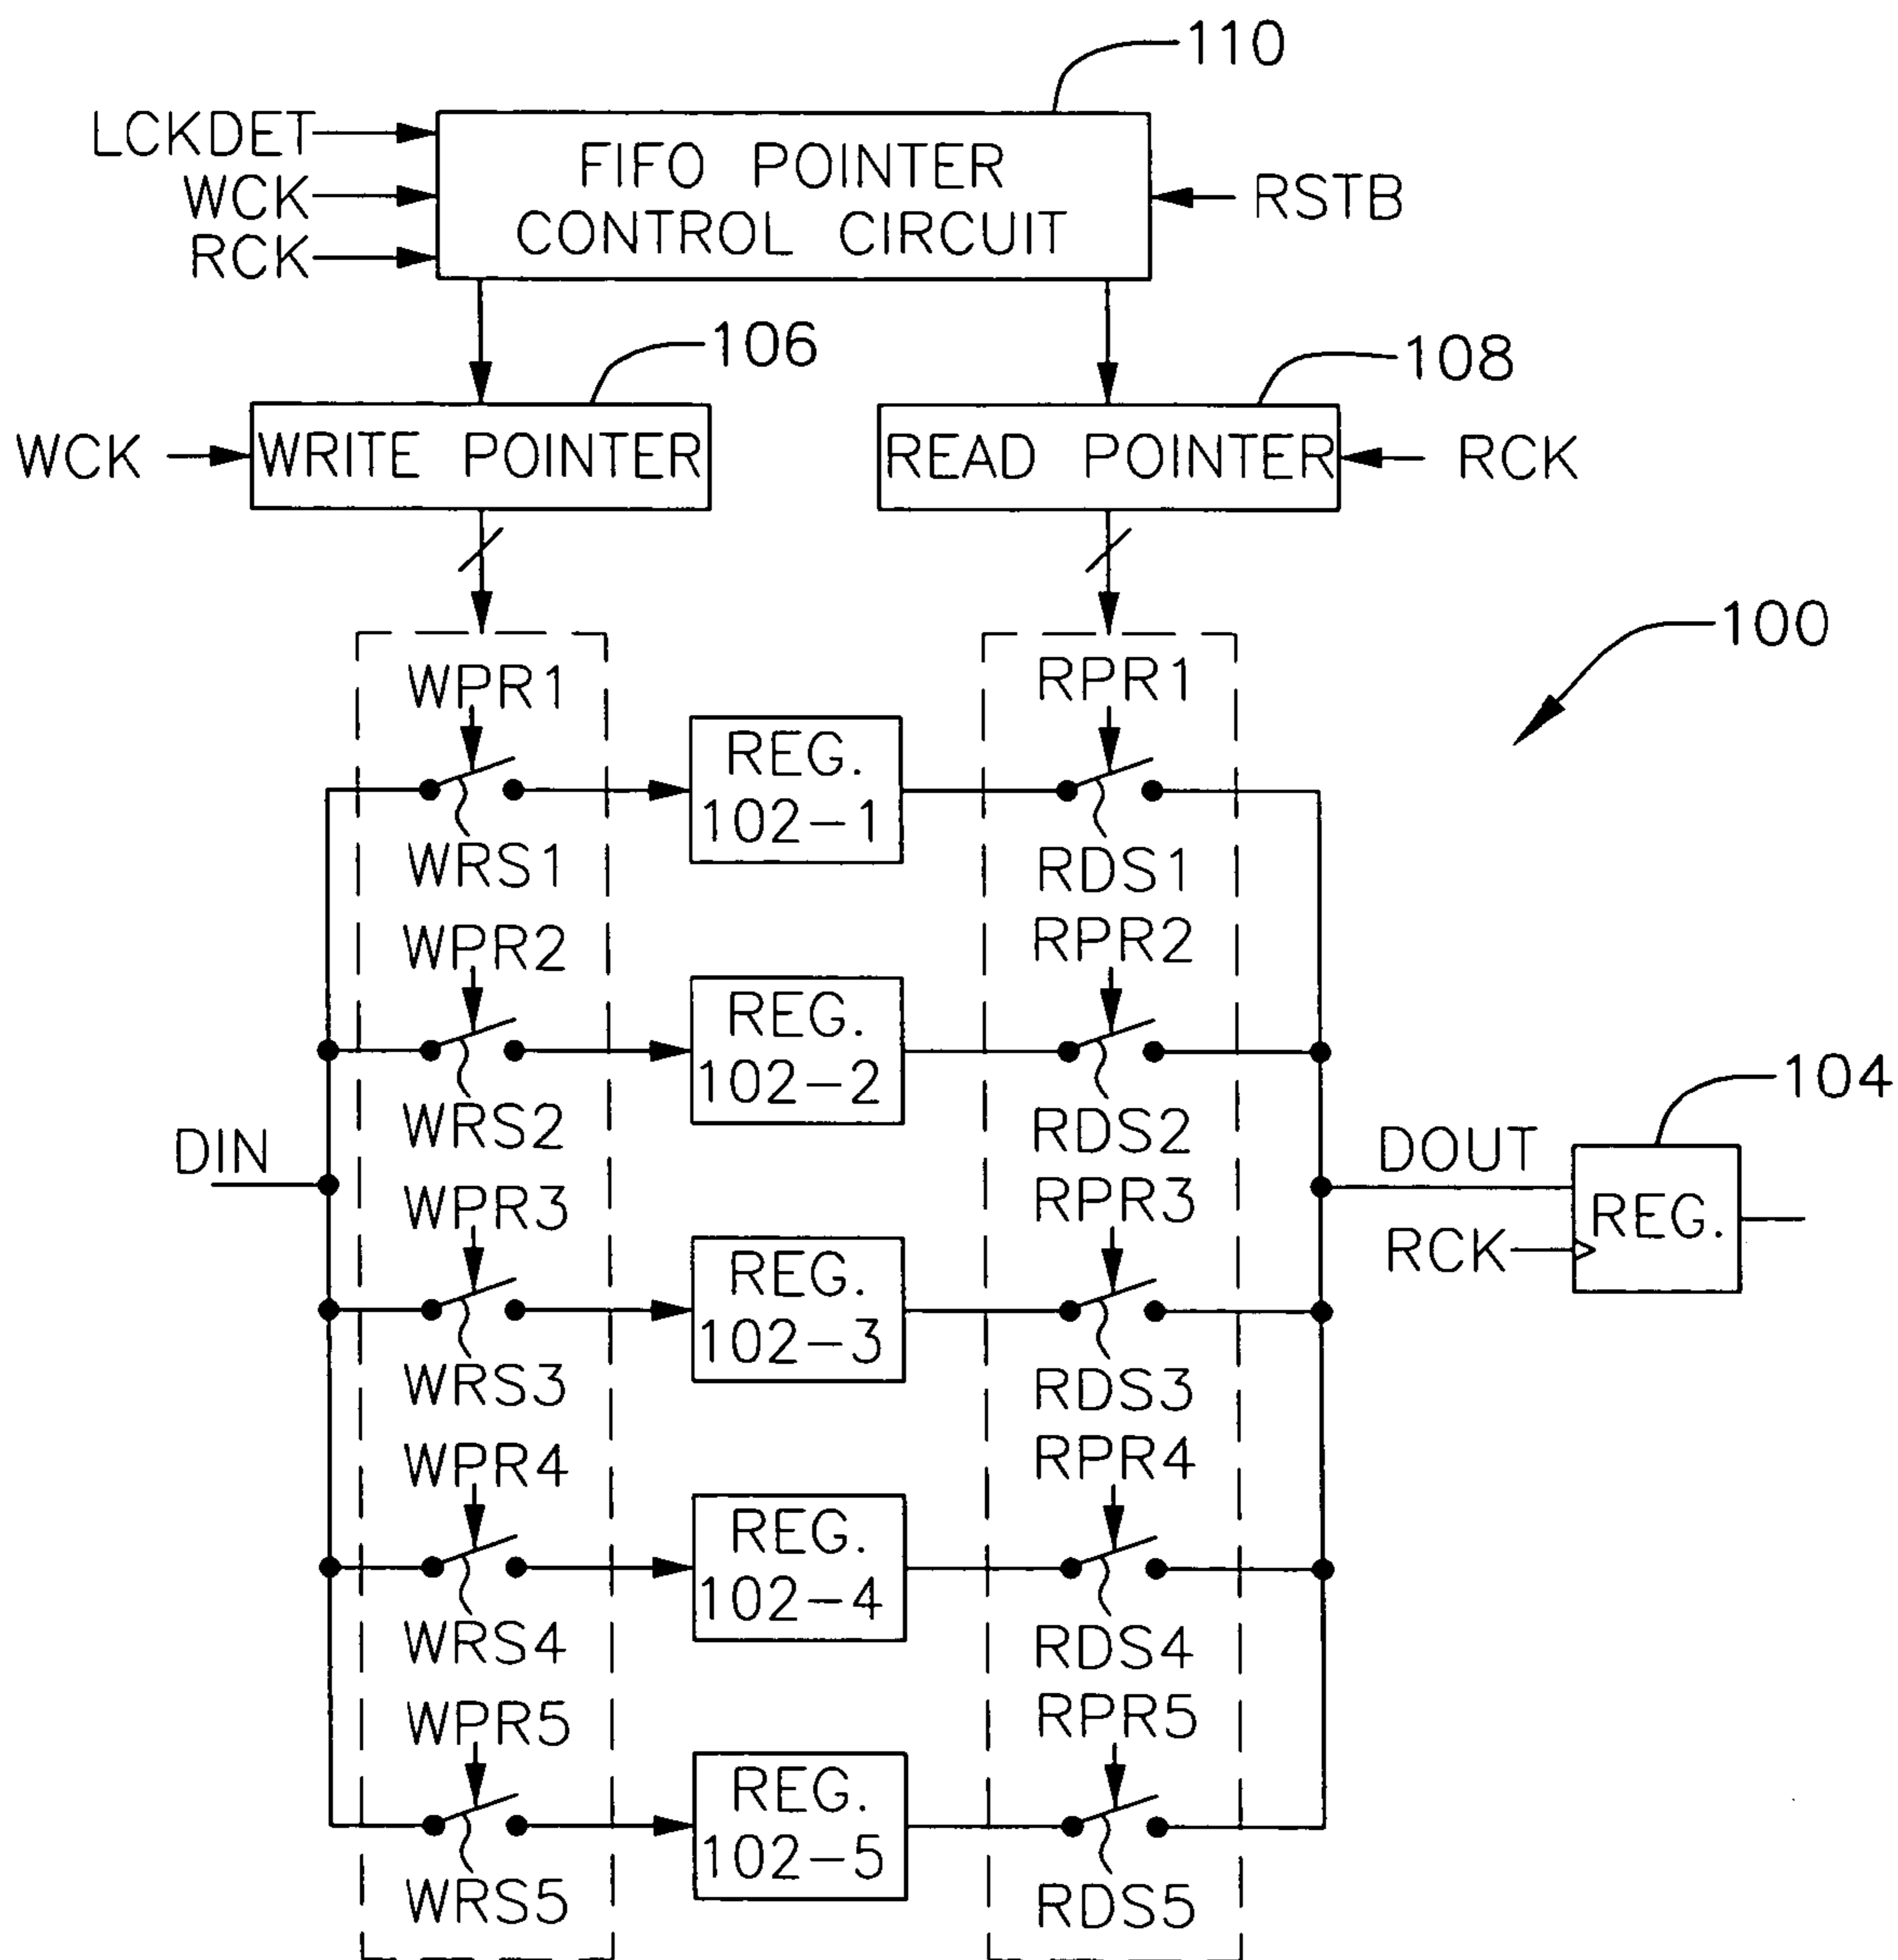 110
LCKDET
WCK
RCK
FIFO POINTER
CONTROL CIRCUIT
RSTB
106
108
WCK
WRITE POINTER
READ POINTER
RCK
100
WPR1
RPR1
REG.
102-1
WRS1
RDS1
WPR2
RPR2
REG.
102-2
WRS2
RDS2
104
DIN
DOUT
WPR3
RPR3
REG.
RCK
REG.
102-3
WRS3
RDS3
WPR4
RPR4
REG.
102-4
WRS4
RDS4
WPR5
RPR5
REG.
102-5
WRS5
RDS5